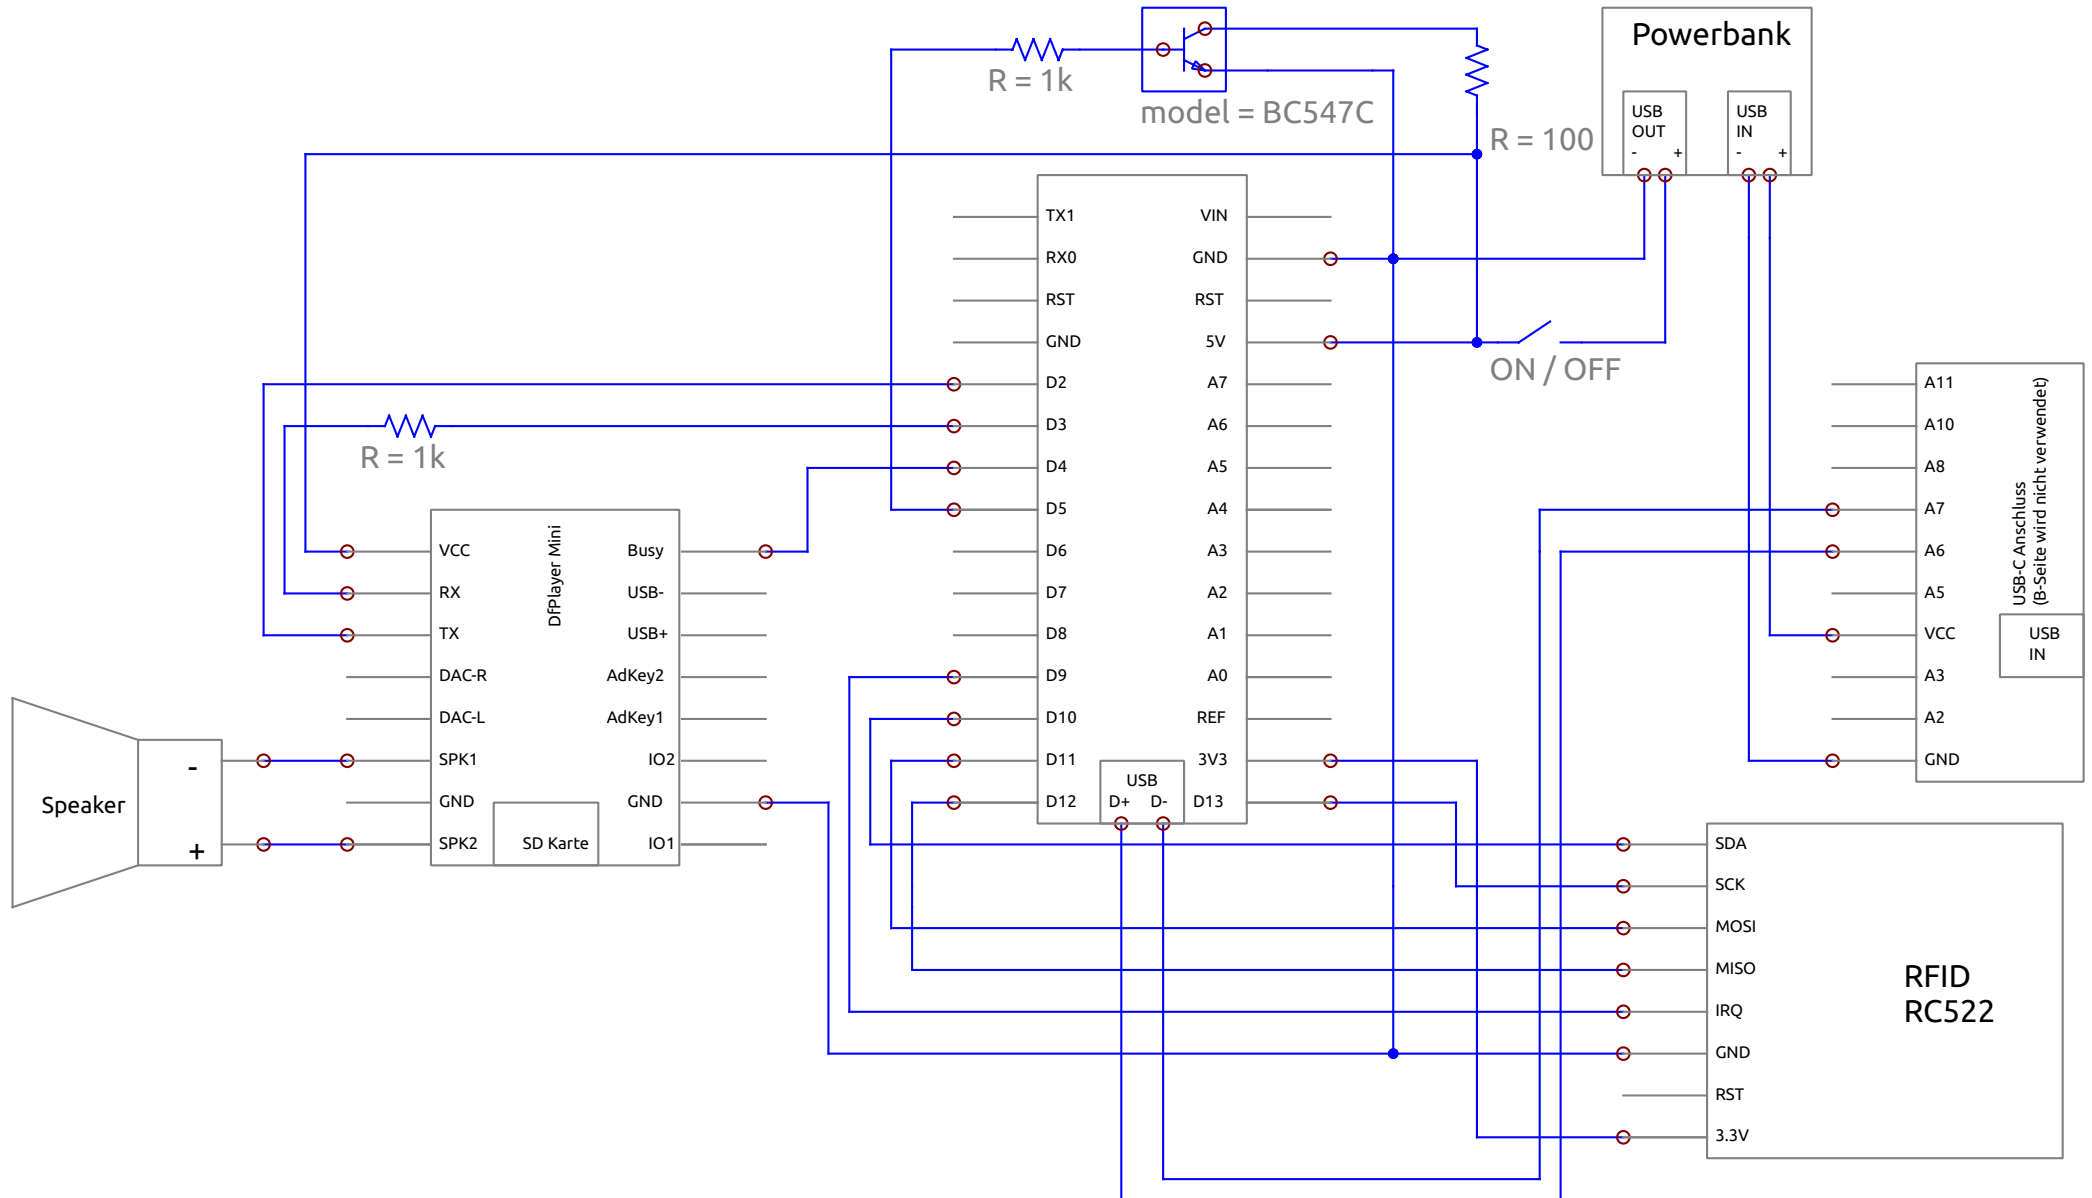 R = 1k
model = BC547C
R = 100
Powerbank
USB
OUT
- +
USB
IN
- +
TX1
RX0
RST
GND
D2
D3
D4
D5
D6
D7
D8
D9
D10
D11
D12
VIN
GND
RST
5V
A7
A6
A5
A4
A3
A2
A1
A0
REF
3V3
D13
USB
D+ D-
ON / OFF
R = 1k
DfPlayer Mini
VCC
RX
TX
DAC-R
DAC-L
SPK1
GND
SPK2
Busy
USB-
USB+
AdKey2
AdKey1
IO2
GND
IO1
SD Karte
Speaker
-
+
A11
A10
A8
A7
A6
A5
VCC
A3
A2
GND
USB-C Anschluss
(B-Seite wird nicht verwendet)
USB
IN
SDA
SCK
MOSI
MISO
IRQ
GND
RST
3.3V
RFID
RC522